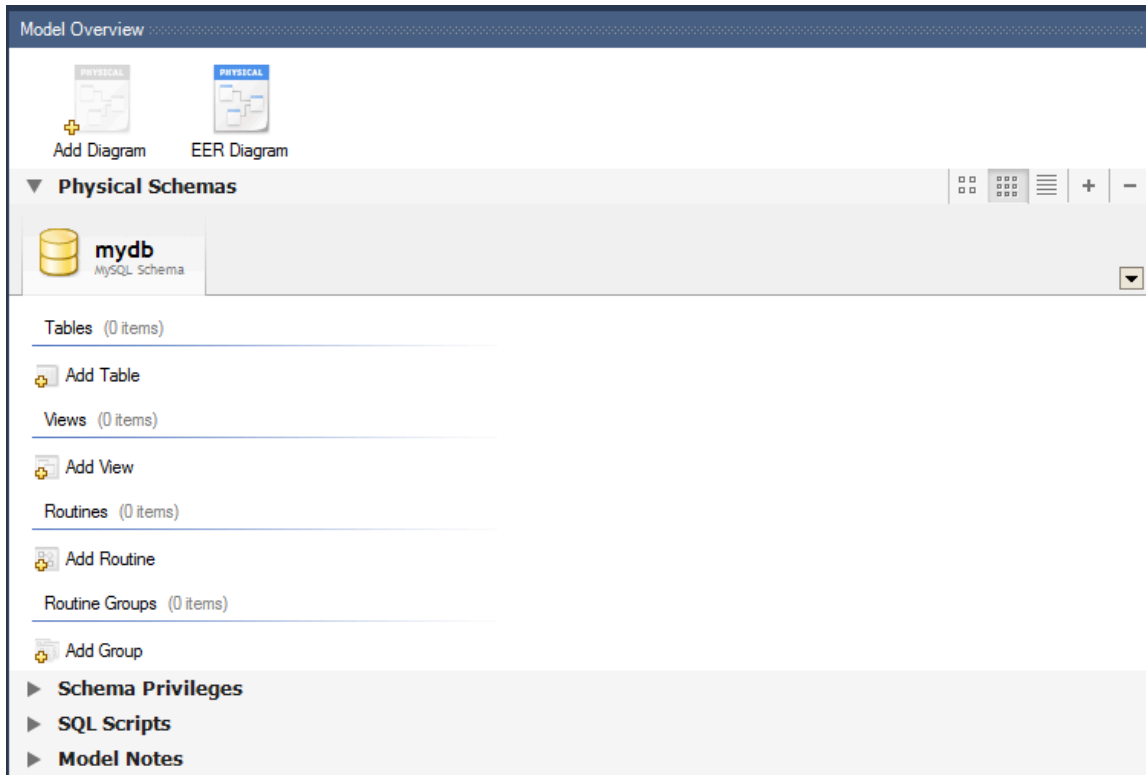 Model Overview
PHYSICAL
PHYSICAL
Add Diagram
EER Diagram
Physical Schemas
mydb
MySQL Schema
Tables (0 items)
Add Table
Views (0 items)
Add View
Routines (0 items)
Add Routine
Routine Groups (0 items)
Add Group
Schema Privileges
SQL Scripts
Model Notes